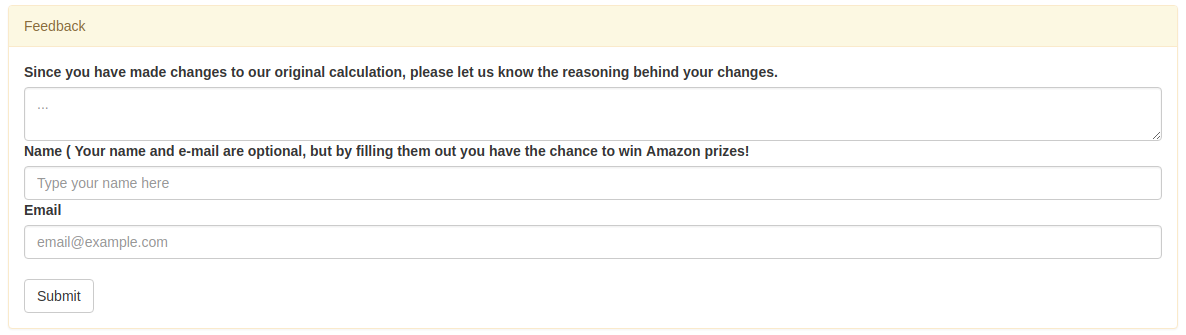 Feedback
Since you have made changes to our original calculation, please let us know the reasoning behind your changes.
...
Name ( Your name and e-mail are optional, but by filling them out you have the chance to win Amazon prizes!
Type your name here
Email
email@example.com
Submit